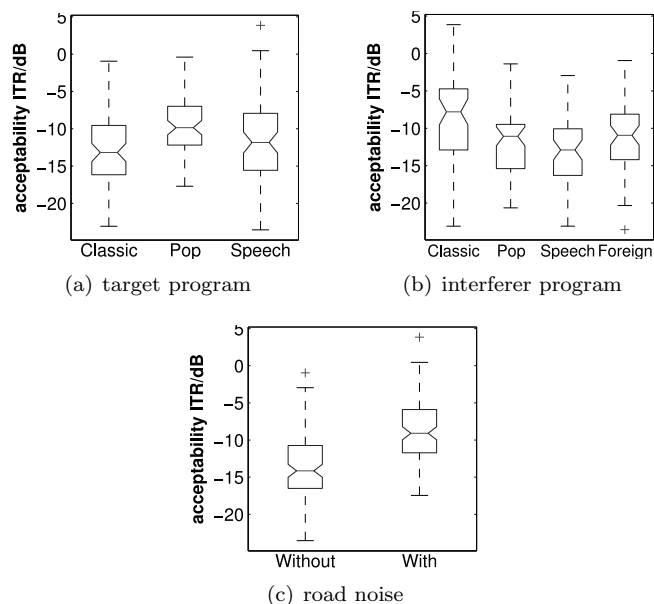 acceptability ITR/dB
5
0
−5
−10
−15
−20
Classic Pop Speech
(a) target program
acceptability ITR/dB
5
0
−5
−10
−15
−20
Classic Pop Speech Foreign
(b) interferer program
acceptability ITR/dB
5
0
−5
−10
−15
−20
Without With
(c) road noise